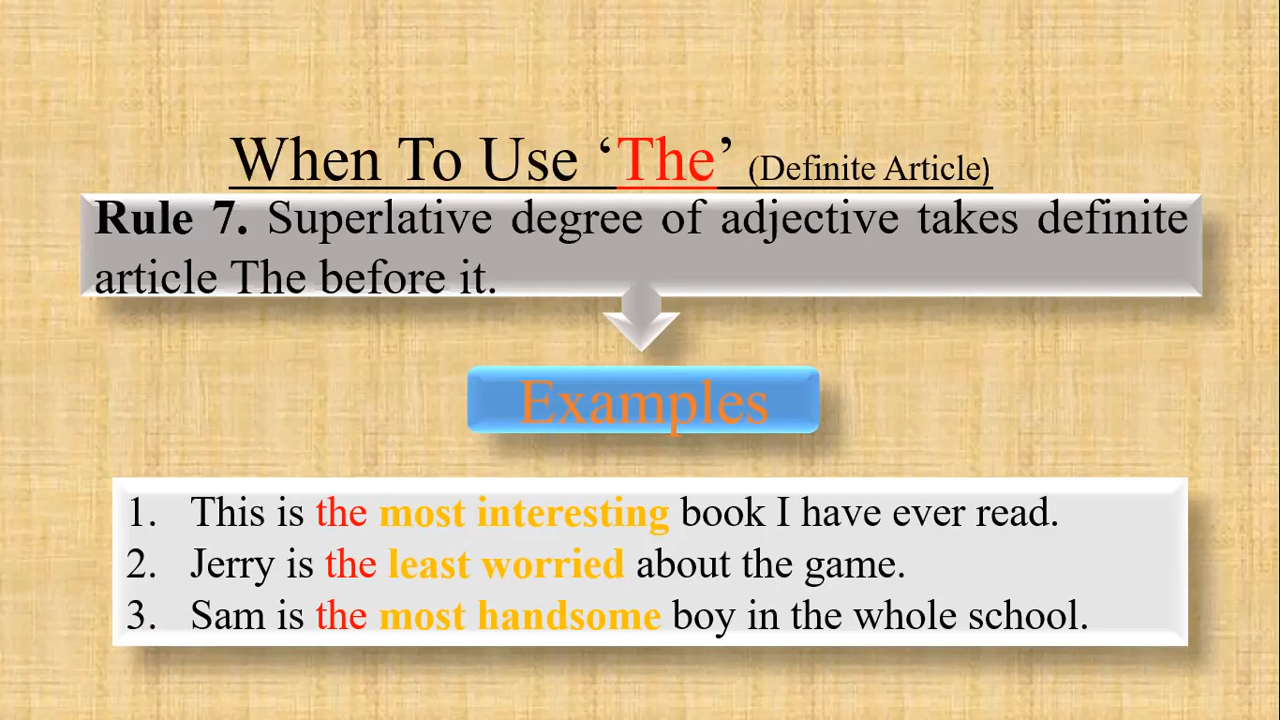 When To Use ‘The’ (Definite Article)
Rule 7. Superlative degree of adjective takes definite
article The before it.
Examples
1. This is the most interesting book I have ever read.
2. Jerry is the least worried about the game.
3. Sam is the most handsome boy in the whole school.